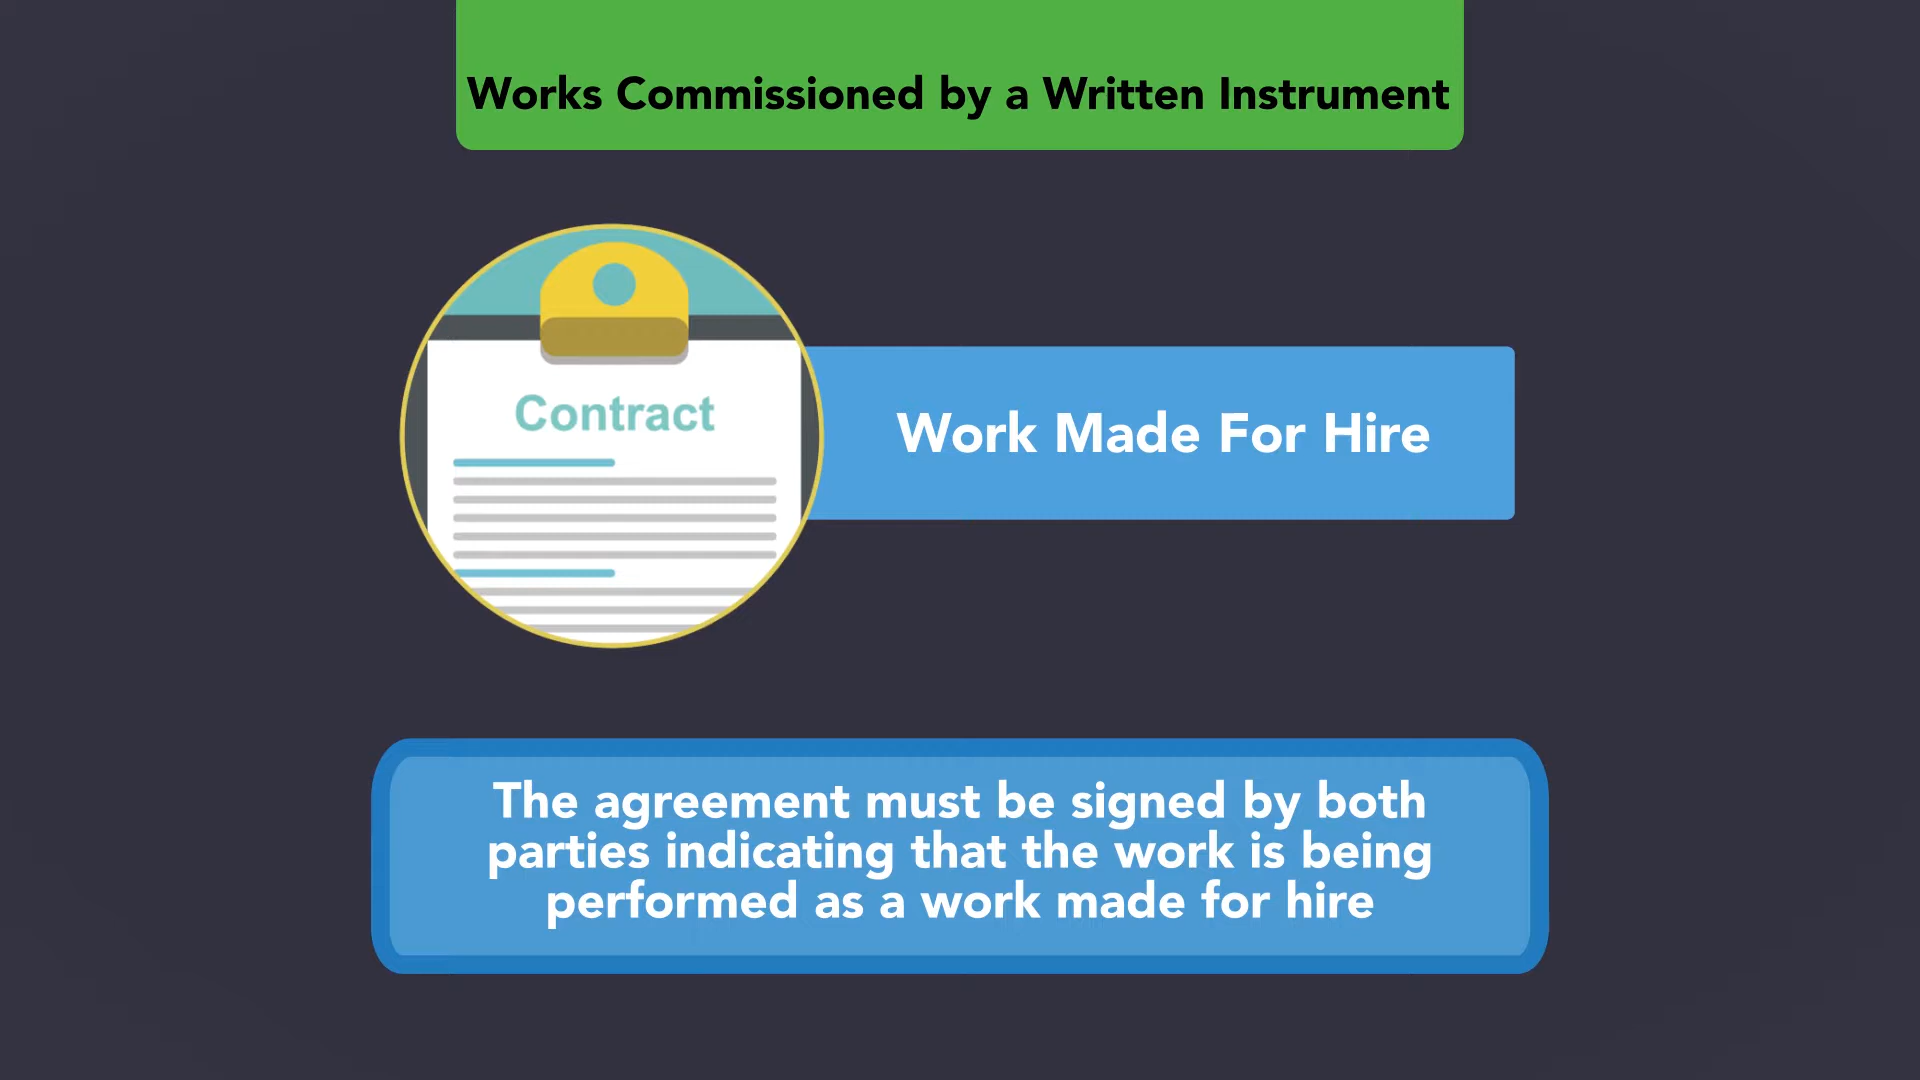 Works Commissioned by a Written Instrument
Contract
Work Made For Hire
The agreement must be signed by both
parties indicating that the work is being
performed as a work made for hire